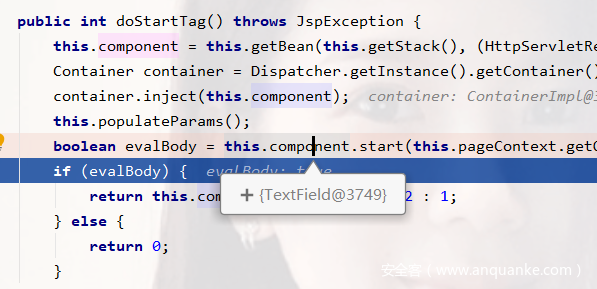 public int doStartTag() throws JspException {
this.component = this.getBean(this.getStack(), (HttpServletRe
Container container = Dispatcher.getInstance().getContainer()
container.inject(this.component); container: ContainerImpl@3
this.populateParams();
boolean evalBody = this.component.start(this.pageContext.getO
if (evalBody) { evalBody: true
+ {TextField@3749}
return this.com 2 : 1;
} else {
return 0;
}
安全客 ( www.anquanke.com )